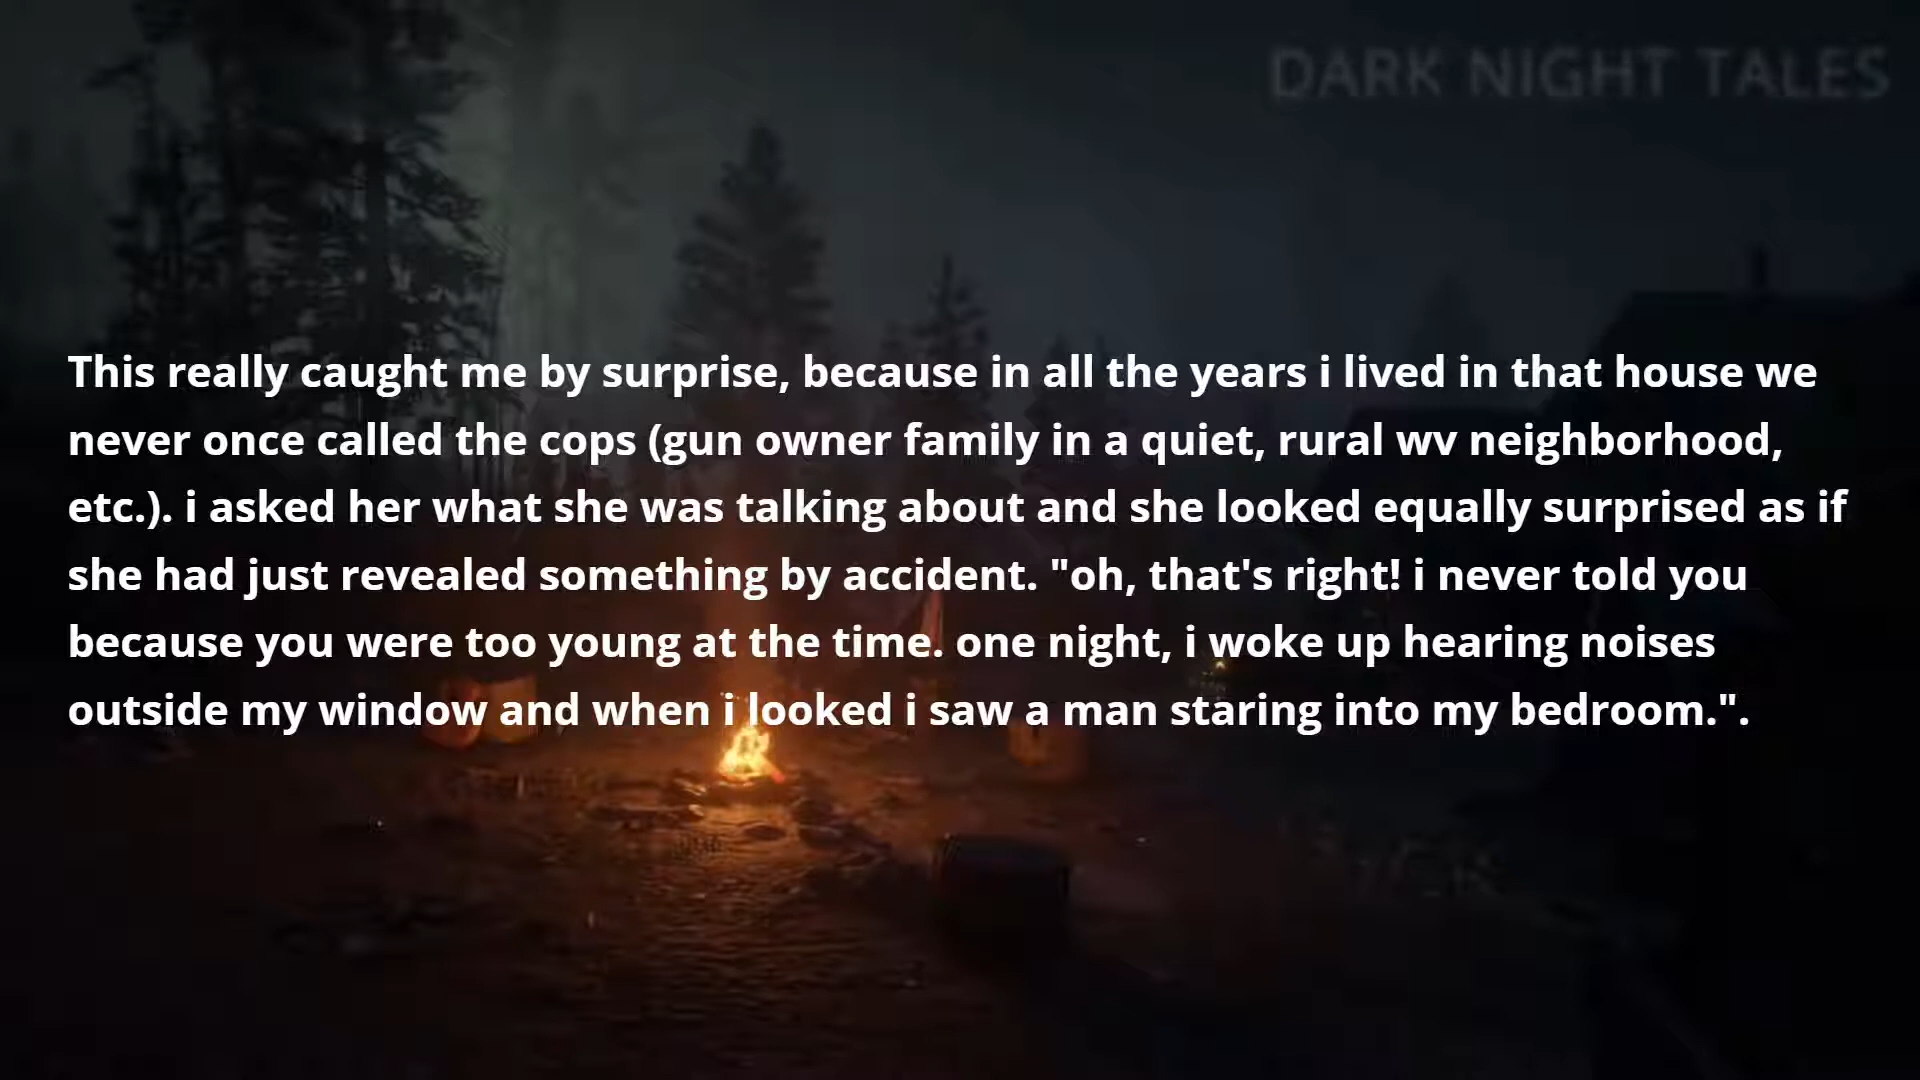 DARK NIGHT TALES
This really caught me by surprise, because in all the years i lived in that house we
never once called the cops (gun owner family in a quiet, rural wv neighborhood,
etc.). i asked her what she was talking about and she looked equally surprised as if
she had just revealed something by accident. "oh, that's right! i never told you
because you were too young at the time. one night, i woke up hearing noises
outside my window and when i looked i saw a man staring into my bedroom.".